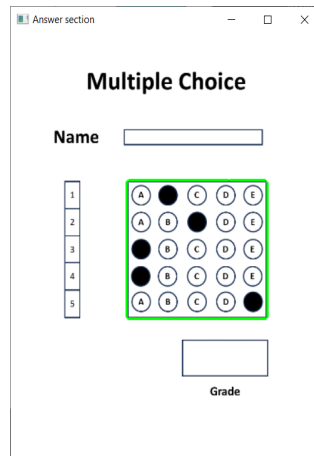 Answer section
Multiple Choice
Name
1 A C D E
2 A B D E
3 B C D E
4 B C D E
5 A B C D
Grade